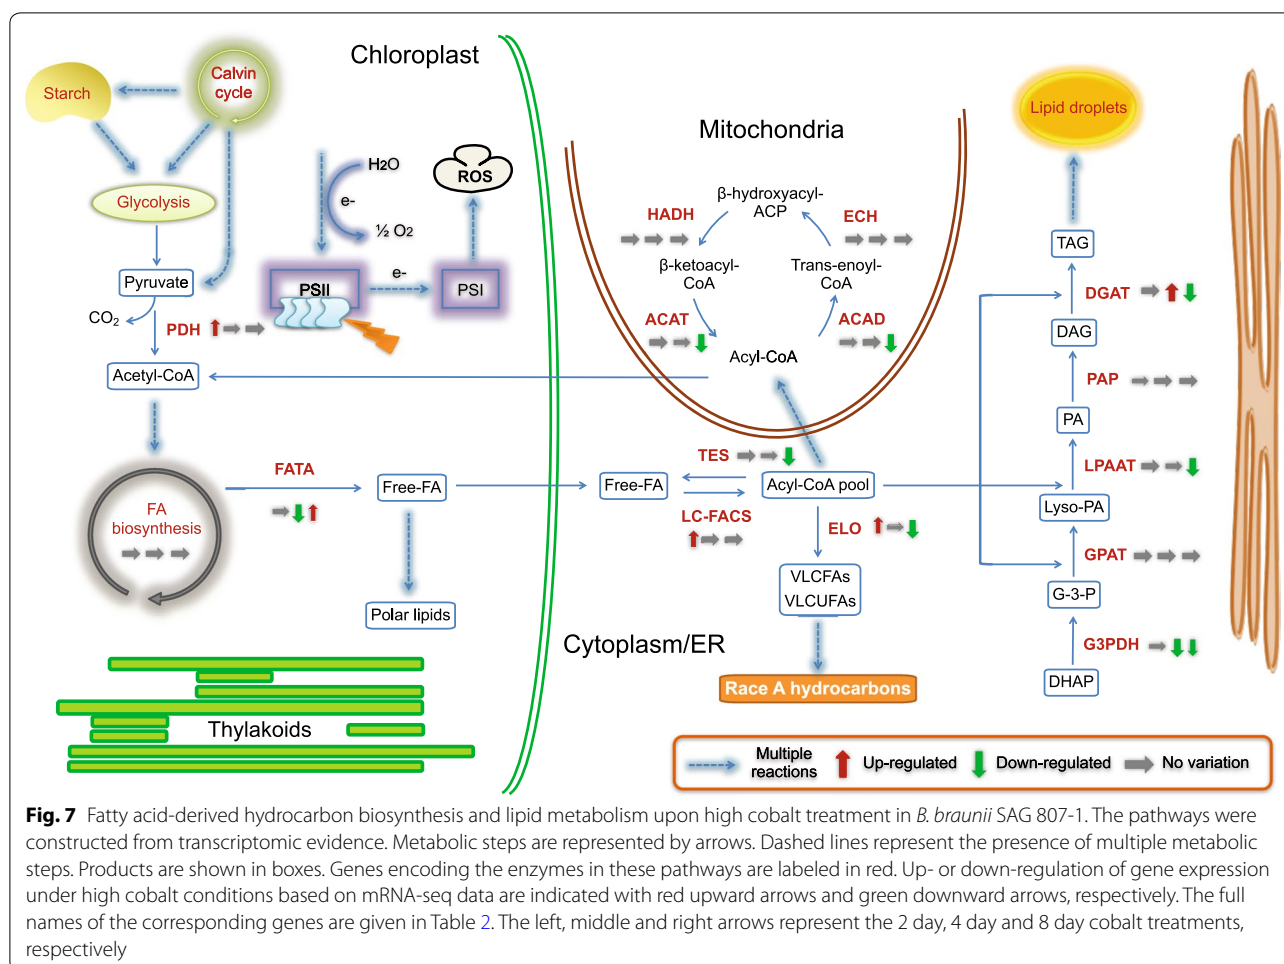 Chloroplast
Starch
Calvin
cycle
Glycolysis
Pyruvate
CO2
PDH
Acetyl-CoA
H2O
e-
½ O2
ROS
PSII
e-
PSI
FA
biosynthesis
FATA
Free-FA
Polar lipids
Thylakoids
Mitochondria
β-hydroxyacyl-
ACP
HADH
ECH
β-ketoacyl-
CoA
Trans-enoyl-
CoA
ACAT
ACAD
Acyl-CoA
TES
Free-FA
Acyl-CoA pool
LC-FACS
ELO
VLCFAs
VLCUFAs
Cytoplasm/ER
Race A hydrocarbons
Lipid droplets
TAG
DGAT
DAG
PAP
PA
LPAAT
Lyso-PA
GPAT
G-3-P
G3PDH
DHAP
Multiple
reactions
Up-regulated
Down-regulated
No variation
Fig. 7 Fatty acid-derived hydrocarbon biosynthesis and lipid metabolism upon high cobalt treatment in B. braunii SAG 807-1. The pathways were
constructed from transcriptomic evidence. Metabolic steps are represented by arrows. Dashed lines represent the presence of multiple metabolic
steps. Products are shown in boxes. Genes encoding the enzymes in these pathways are labeled in red. Up- or down-regulation of gene expression
under high cobalt conditions based on mRNA-seq data are indicated with red upward arrows and green downward arrows, respectively. The full
names of the corresponding genes are given in Table 2. The left, middle and right arrows represent the 2 day, 4 day and 8 day cobalt treatments,
respectively